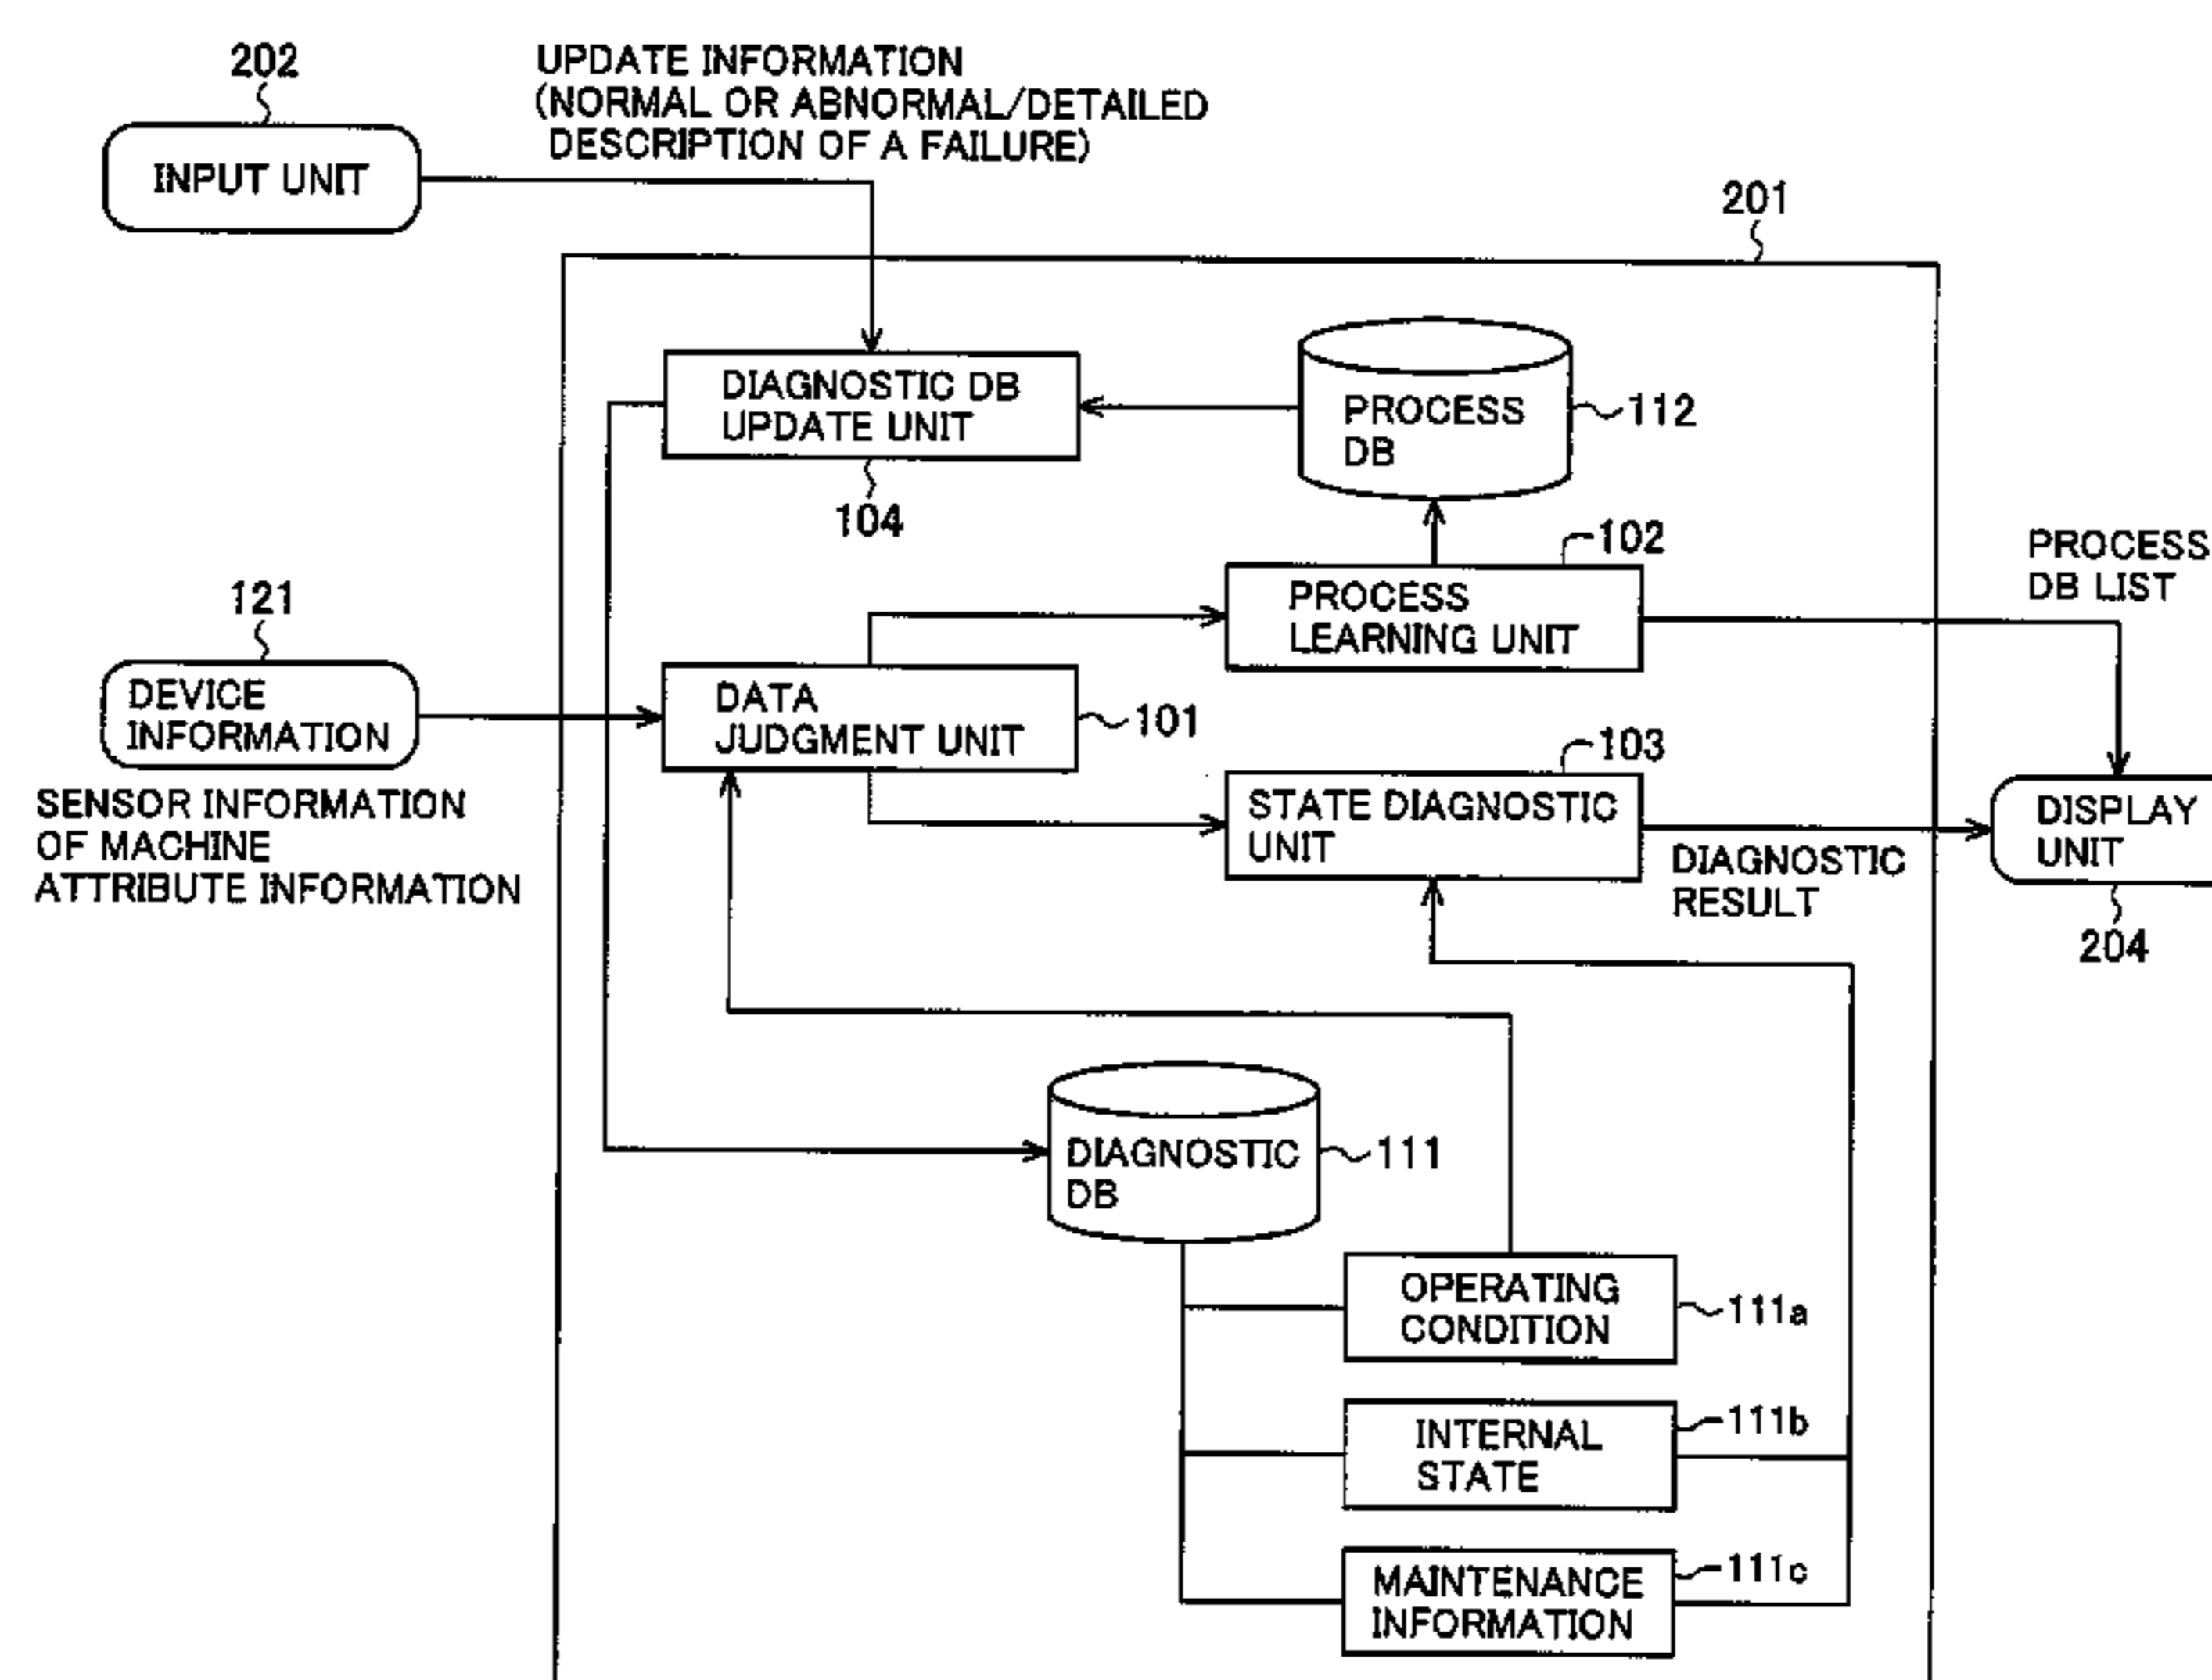 202
UPDATE INFORMATION
(NORMAL OR ABNORMAL/DETAILED
DESCRIPTION OF A FAILURE)
INPUT UNIT
201
DIAGNOSTIC DB
UPDATE UNIT
104
PROCESS
DB
112
102
PROCESS
LEARNING UNIT
PROCESS
DB LIST
121
DEVICE
INFORMATION
SENSOR INFORMATION
OF MACHINE
ATTRIBUTE INFORMATION
DATA
JUDGMENT UNIT
101
103
STATE DIAGNOSTIC
UNIT
DIAGNOSTIC
RESULT
DISPLAY
UNIT
204
DIAGNOSTIC
DB
111
OPERATING
CONDITION
111a
INTERNAL
STATE
111b
MAINTENANCE
INFORMATION
111c